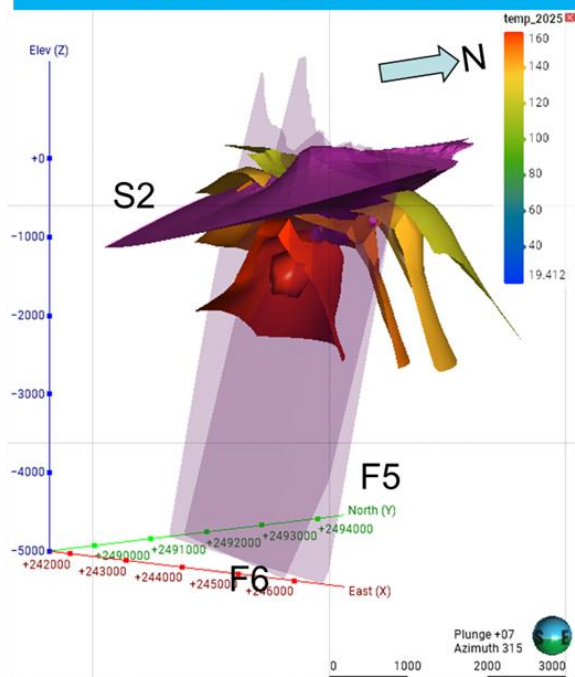 temp_2025
160
140
120
100
80
60
40
19.412
Elev (Z)
N
+0
S2
−1000
−2000
−3000
−4000
−5000
F5
North (Y)
+2494000
+2493000
+2492000
+2491000
+2490000
+242000
+243000
+244000
+245000
+246000
F6
East (X)
Plunge +07
Azimuth 315
S E
0 1000 2000 3000